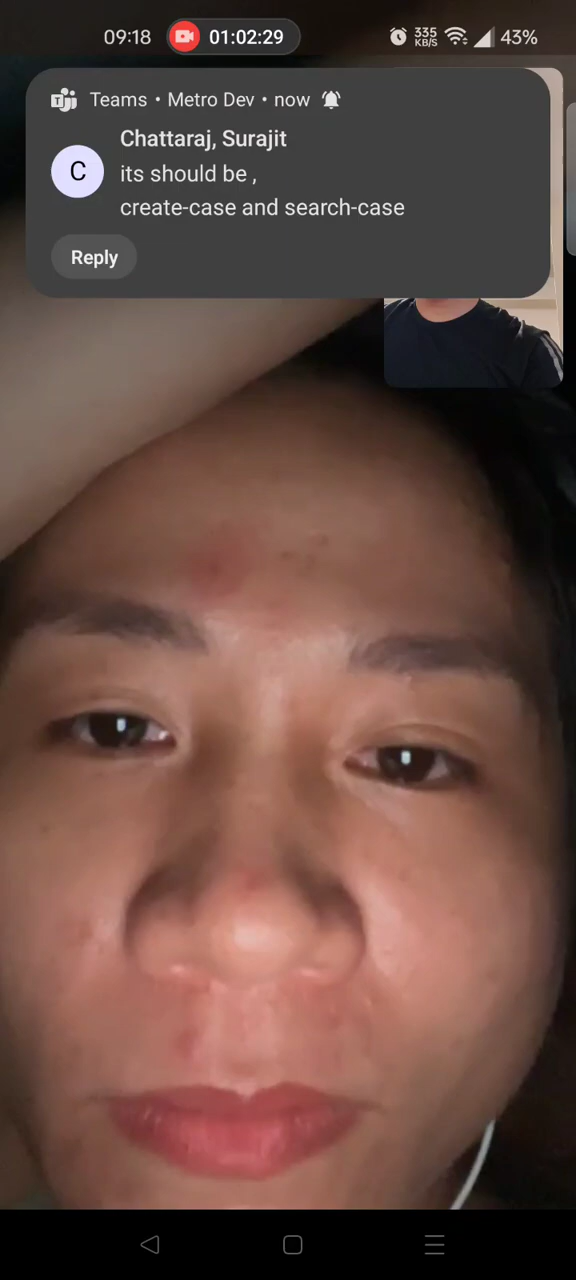 09:18
01:02:29
335 KB/S
43%
Teams • Metro Dev • now
Chattaraj, Surajit
C
its should be ,
create-case and search-case
Reply